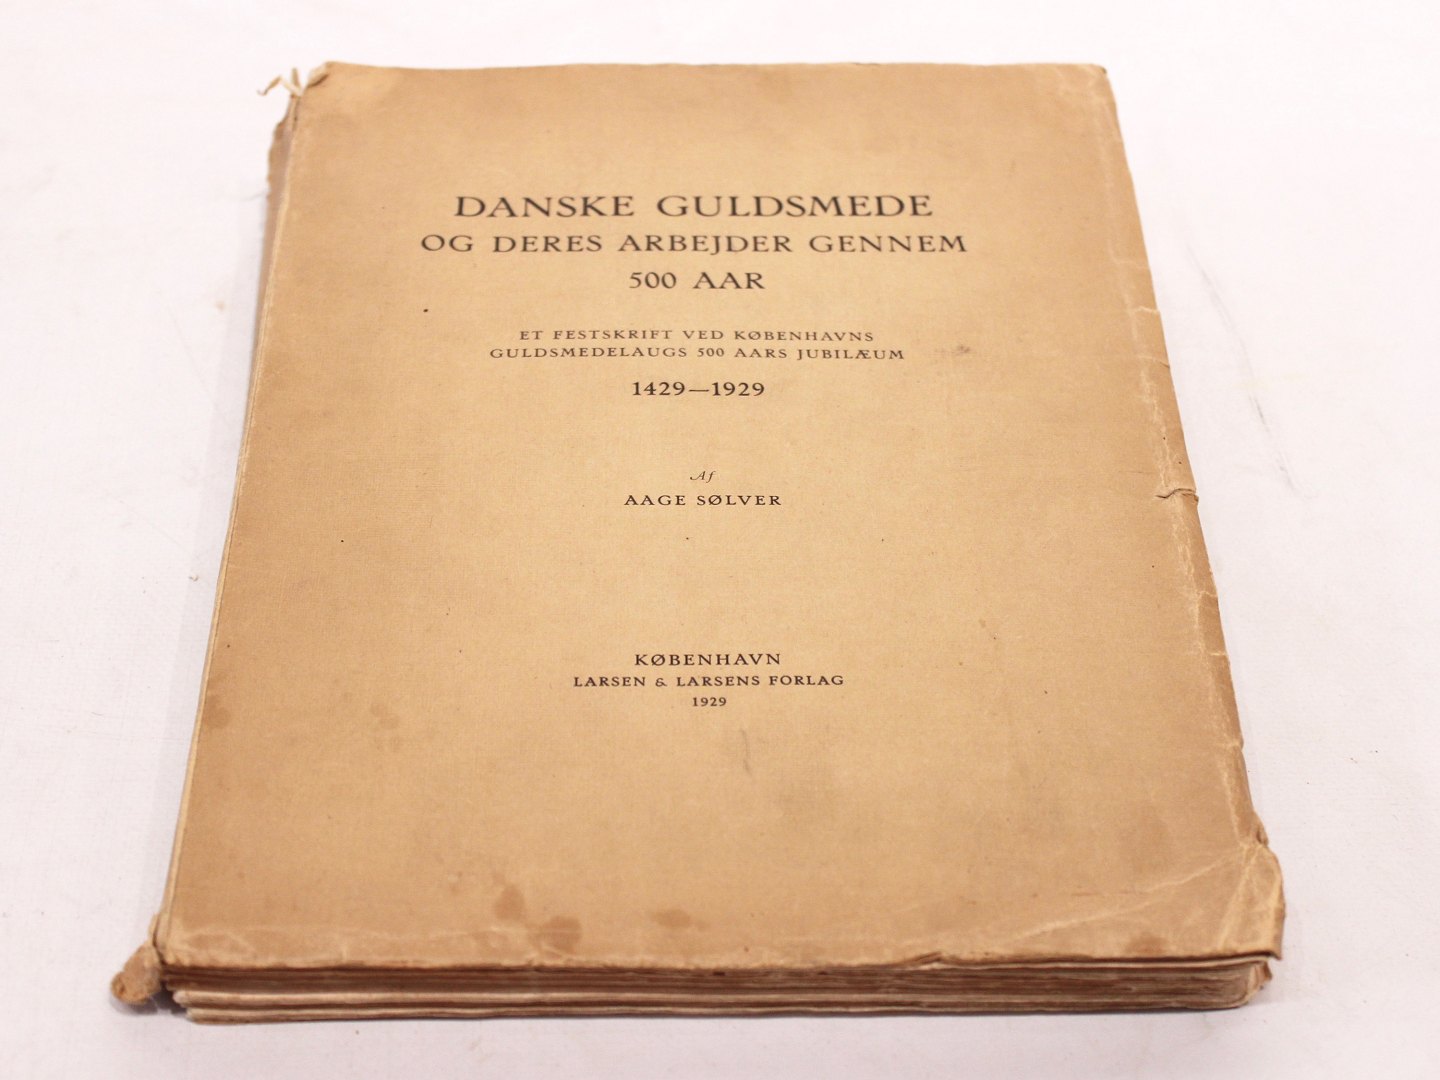 DANSKE GULDSMEDE
OG DERES ARBEJDER GENNEM
500 AAR
ET FESTSKRIFT VED KØBENHAVNS
GULDSMEDELAUGS 500 AARS JUBILÆUM
1429—1929
Af
AAGE SØLVER
KØBENHAVN
LARSEN & LARSENS FORLAG
1929